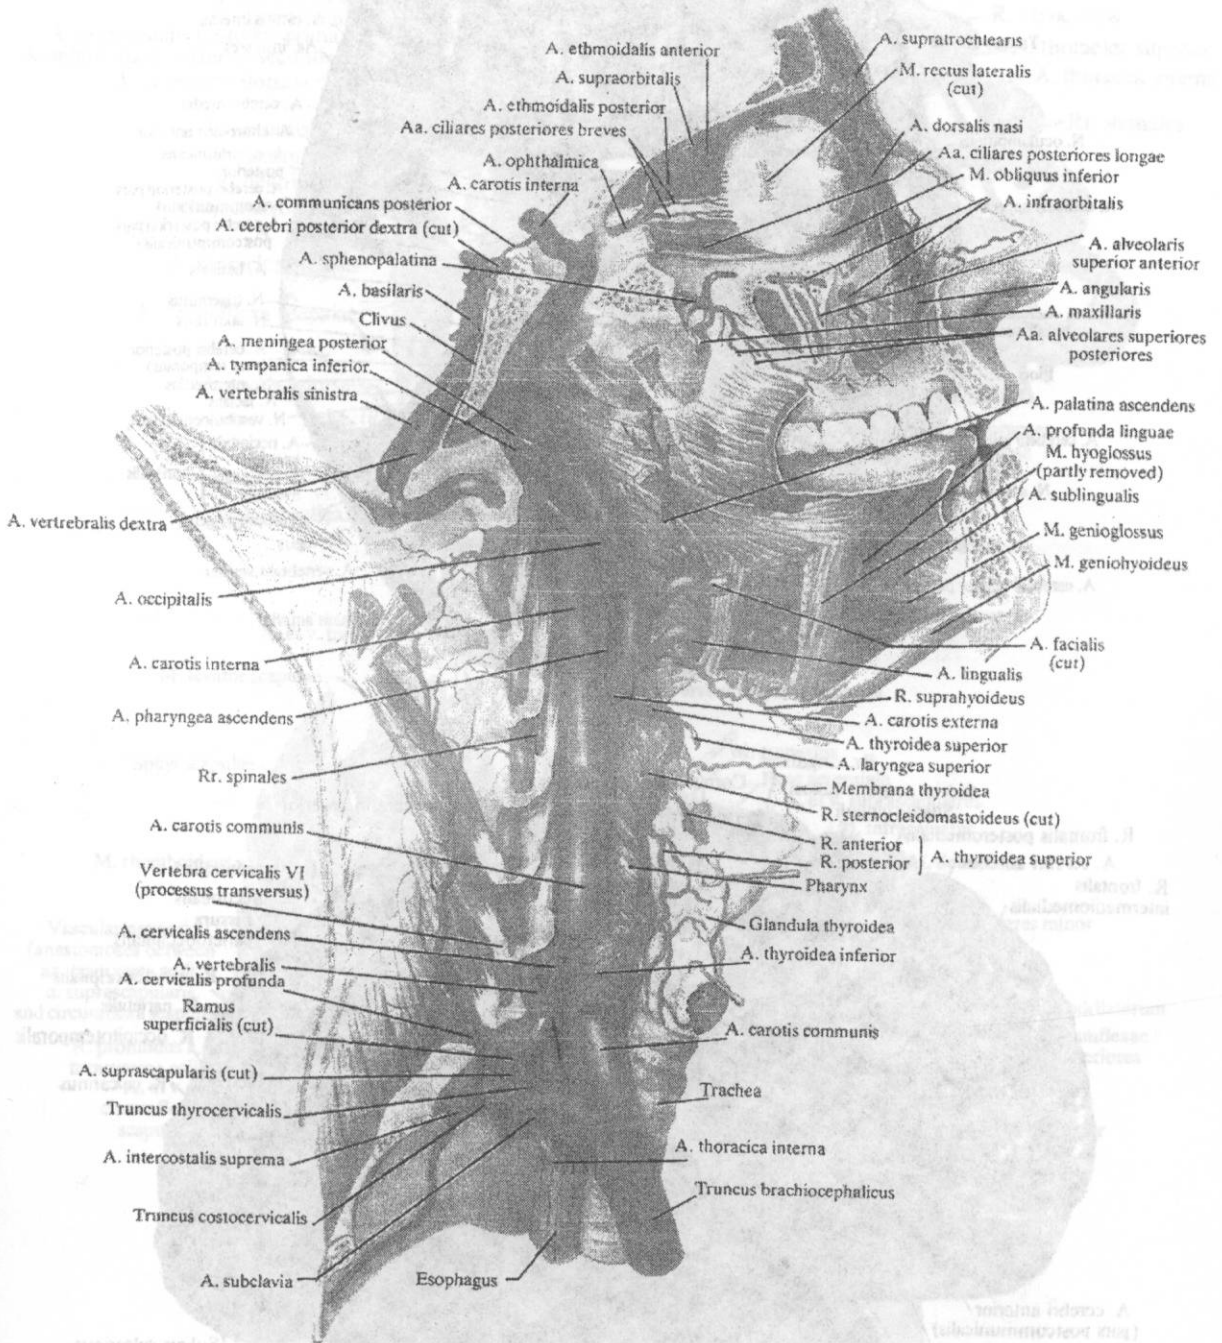 A. ethmoidalis anterior
A. supraorbitalis
A. ethmoidalis posterior
Aa. ciliares posteriores breves
A. ophthalmica
A. carotis interna
A. communicans posterior
A. cerebri posterior dextra (cut)
A. sphenopalatina
A. basilaris
Clivus
A. meningea posterior
A. tympanica inferior
A. vertebralis sinistra
A. vertrebralis dextra
A. occipitalis
A. carotis interna
A. pharyngea ascendens
Rr. spinales
A. carotis communis
Vertebra cervicalis VI
(processus transversus)
A. cervicalis ascendens
A. vertebralis
A. cervicalis profunda
Ramus
superficialis (cut)
A. suprascapularis (cut)
Truncus thyrocervicalis
A. intercostalis suprema
Truncus costocervicalis
A. subclavia
Esophagus
A. supratrochlearis
M. rectus lateralis
(cut)
A. dorsalis nasi
Aa. ciliares posteriores longae
M. obliquus inferior
A. infraorbitalis
A. alveolaris
superior anterior
A. angularis
A. maxillaris
Aa. alveolares superiores
posteriores
A. palatina ascendens
A. profunda linguae
M. hyoglossus
(partly removed)
A. sublingualis
M. genioglossus
M. geniohyoideus
A. facialis
(cut)
A. lingualis
R. suprahyoideus
A. carotis externa
A. thyroidea superior
A. laryngea superior
Membrana thyroidea
R. sternocleidomastoideus (cut)
R. anterior
R. posterior
A. thyroidea superior
Pharynx
Glandula thyroidea
A. thyroidea inferior
A. carotis communis
Trachea
A. thoracica interna
Truncus brachiocephalicus